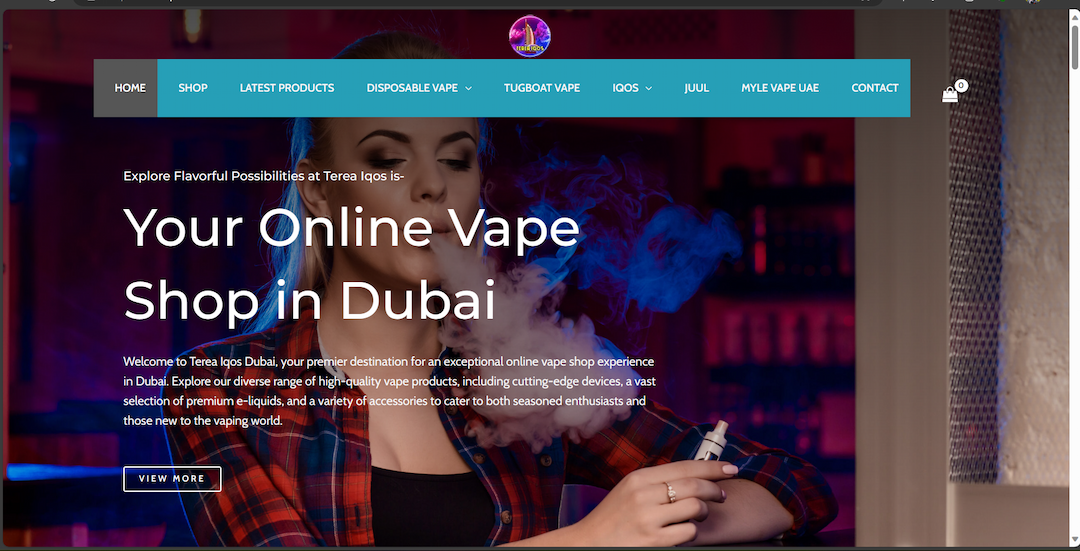 TEREA IQOS
0
HOME
SHOP
LATEST PRODUCTS
DISPOSABLE VAPE
TUGBOAT VAPE
IQOS
JUUL
MYLE VAPE UAE
CONTACT
Explore Flavorful Possibilities at Terea Iqos is-
Your Online Vape
Shop in Dubai
Welcome to Terea Iqos Dubai, your premier destination for an exceptional online vape shop experience
in Dubai. Explore our diverse range of high-quality vape products, including cutting-edge devices, a vast
selection of premium e-liquids, and a variety of accessories to cater to both seasoned enthusiasts and
those new to the vaping world.
VIEW MORE